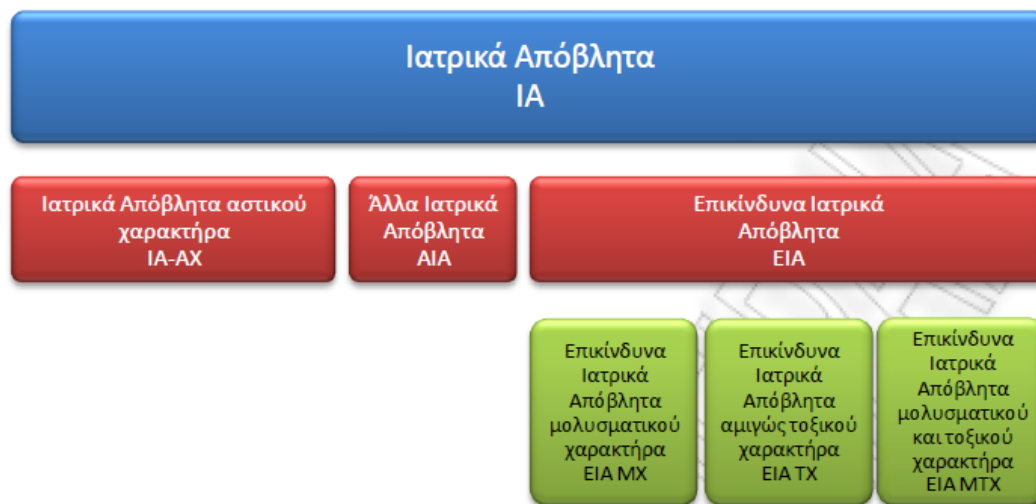 Ιατρικά Απόβλητα
ΙΑ
Ιατρικά Απόβλητα αστικού
χαρακτήρα
ΙΑ-ΑΧ
Άλλα Ιατρικά
Απόβλητα
ΑΙΑ
Επικίνδυνα Ιατρικά
Απόβλητα
ΕΙΑ
Επικίνδυνα
Ιατρικά
Απόβλητα
μολυσματικού
χαρακτήρα
ΕΙΑ ΜΧ
Επικίνδυνα
Ιατρικά
Απόβλητα
αμιγώς τοξικού
χαρακτήρα
ΕΙΑ ΤΧ
Επικίνδυνα
Ιατρικά
Απόβλητα
μολυσματικού
και τοξικού
χαρακτήρα
ΕΙΑ ΜΤΧ